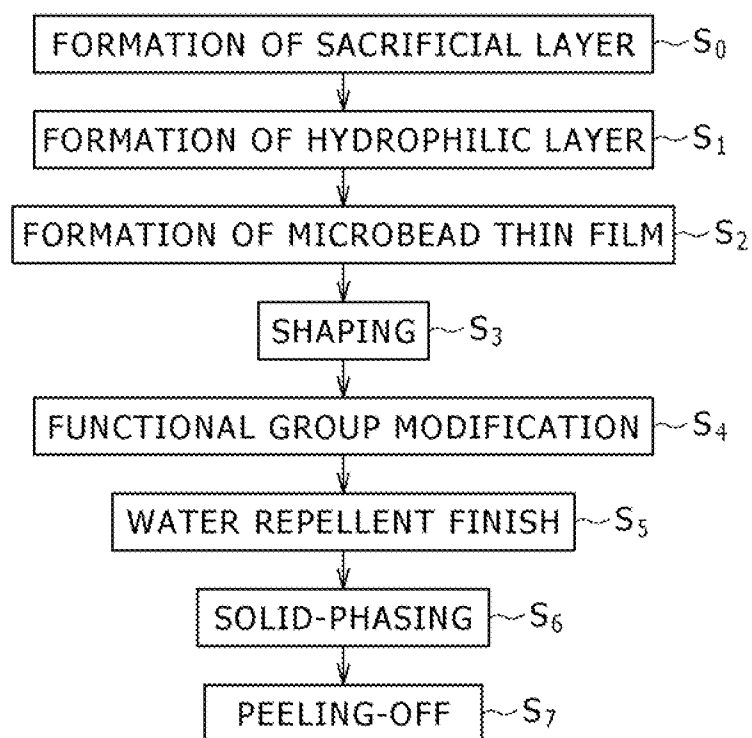 FORMATION OF SACRIFICIAL LAYER S0
FORMATION OF HYDROPHILIC LAYER S1
FORMATION OF MICROBEAD THIN FILM S2
SHAPING S3
FUNCTIONAL GROUP MODIFICATION S4
WATER REPELLENT FINISH S5
SOLID-PHASING S6
PEELING-OFF S7